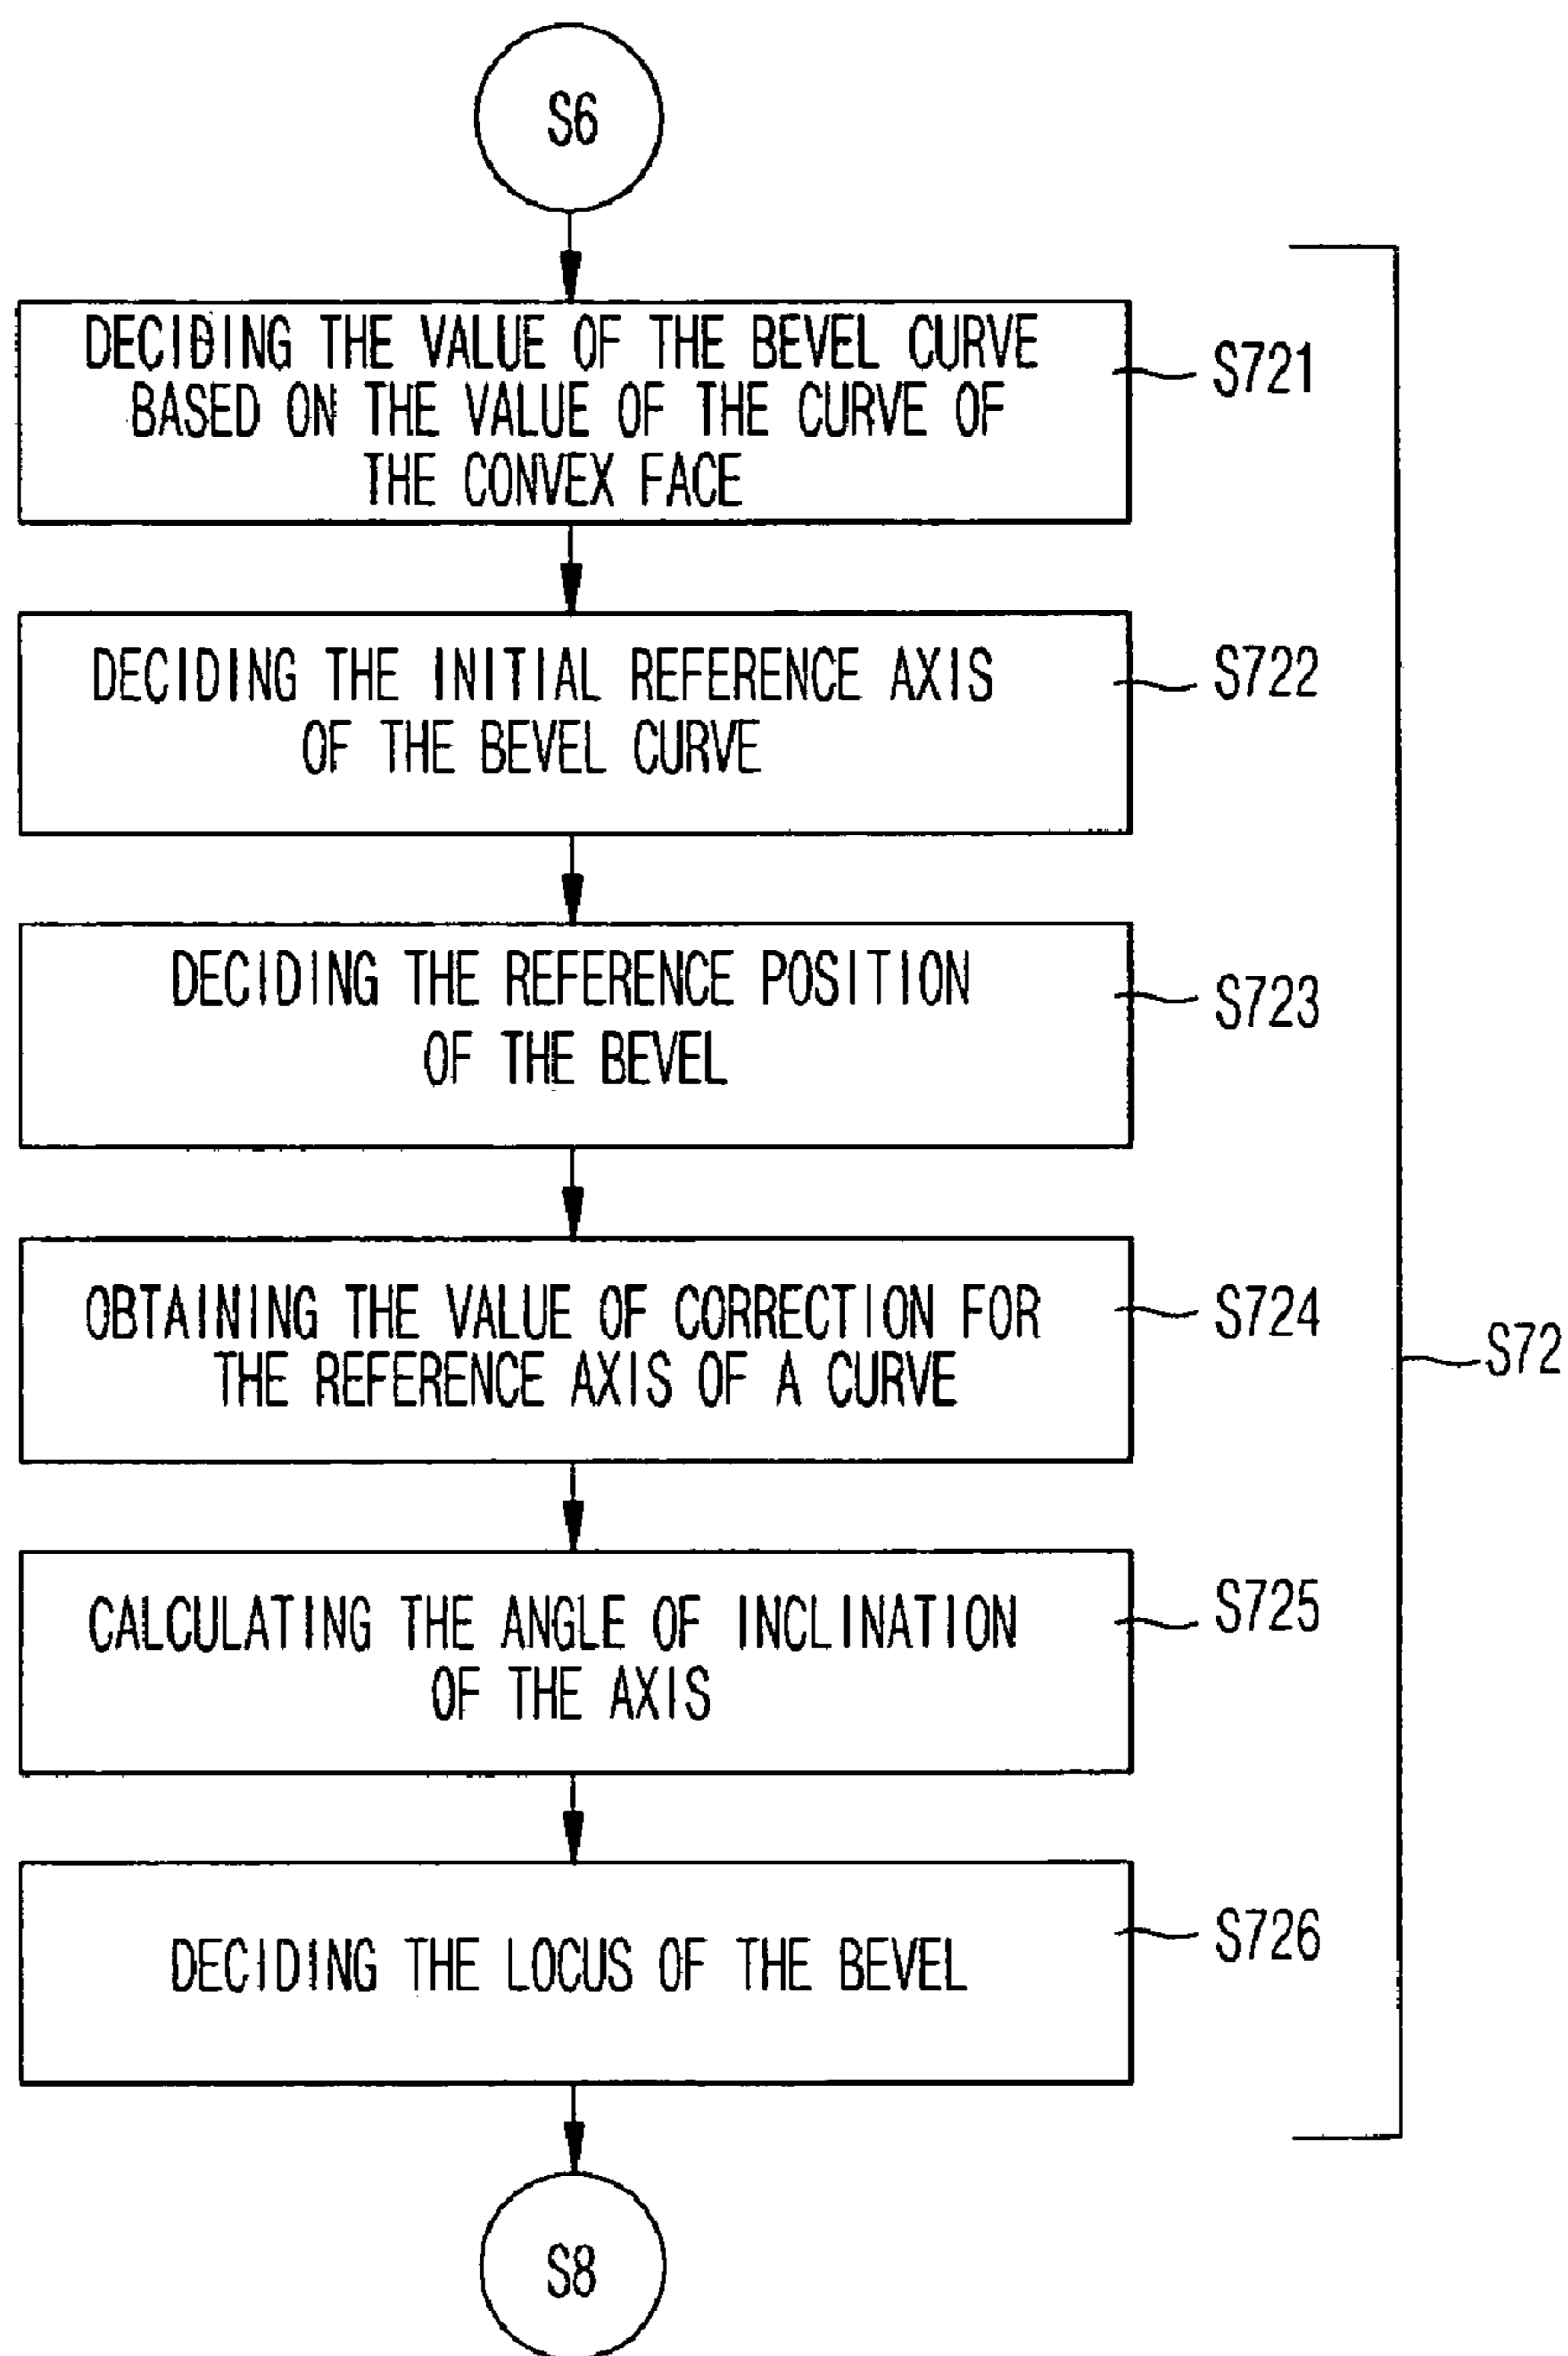 S6
DECIDING THE VALUE OF THE BEVEL CURVE
BASED ON THE VALUE OF THE CURVE OF
THE CONVEX FACE
S721
DECIDING THE INITIAL REFERENCE AXIS
OF THE BEVEL CURVE
S722
DECIDING THE REFERENCE POSITION
OF THE BEVEL
S723
OBTAINING THE VALUE OF CORRECTION FOR
THE REFERENCE AXIS OF A CURVE
S724
S72
CALCULATING THE ANGLE OF INCLINATION
OF THE AXIS
S725
DECIDING THE LOCUS OF THE BEVEL
S726
S8